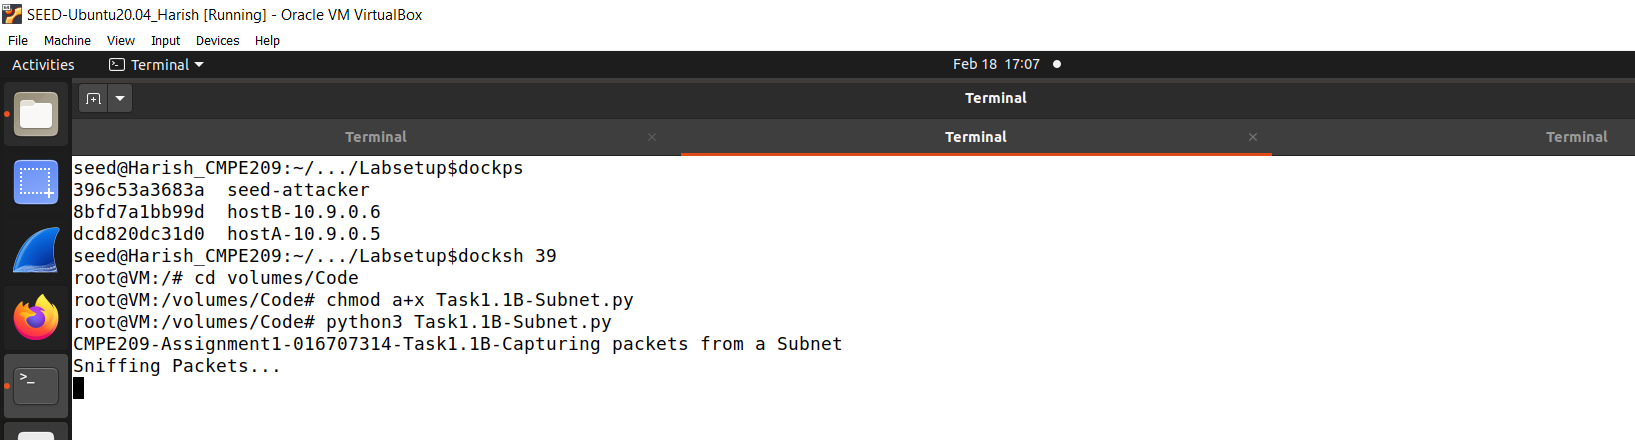 SEED-Ubuntu20.04_Harish [Running] - Oracle VM VirtualBox
File Machine View Input Devices Help
Activities Terminal Feb 18 17:07
Terminal
Terminal Terminal Terminal
seed@Harish_CMPE209:~/.../Labsetup$dockps
396c53a3683a  seed-attacker
8bfd7a1bb99d  hostB-10.9.0.6
dcd820dc31d0  hostA-10.9.0.5
seed@Harish_CMPE209:~/.../Labsetup$docksh 39
root@VM:/# cd volumes/Code
root@VM:/volumes/Code# chmod a+x Task1.1B-Subnet.py
root@VM:/volumes/Code# python3 Task1.1B-Subnet.py
CMPE209-Assignment1-016707314-Task1.1B-Capturing packets from a Subnet
Sniffing Packets...